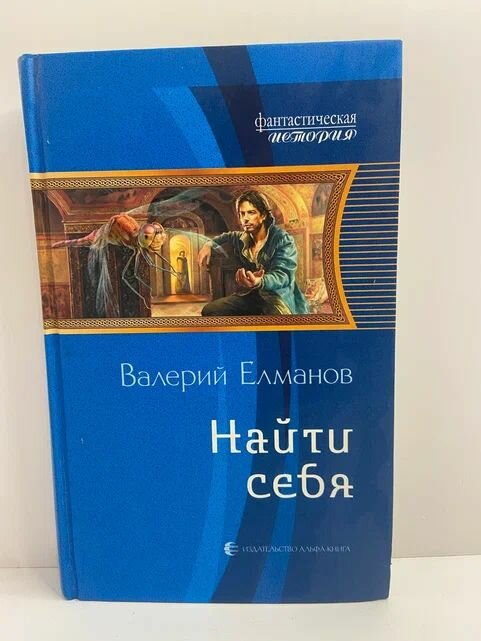 фантастическая
история
Валерий Елманов
Найти
себя
ИЗДАТЕЛЬСТВО АЛЬФА-КНИГА